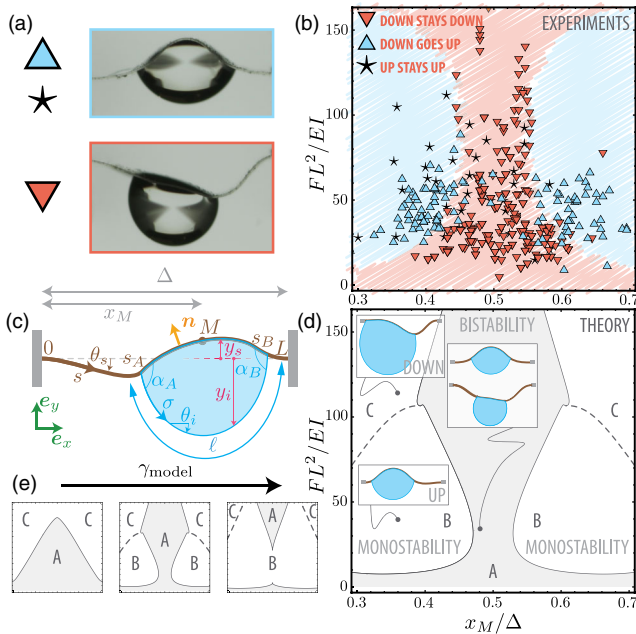 (a)
(b)
DOWN STAYS DOWN
EXPERIMENTS
DOWN GOES UP
UP STAYS UP
FL²/EI
150
100
50
0
0.3 0.4 0.5 0.6 0.7
Δ
x_M
(c)
n
M
0
θ_s
s_A
y_s
s_B
L
s
α_A
α_B
σ
θ_i
y_i
e_y
e_x
ℓ
γ_model
(e)
C C
A
C C
A
B B
C A C
B
(d)
BISTABILITY
THEORY
DOWN
C
C
UP
B
B
MONOSTABILITY
MONOSTABILITY
A
FL²/EI
150
100
50
0
0.3 0.4 0.5 0.6 0.7
x_M/Δ